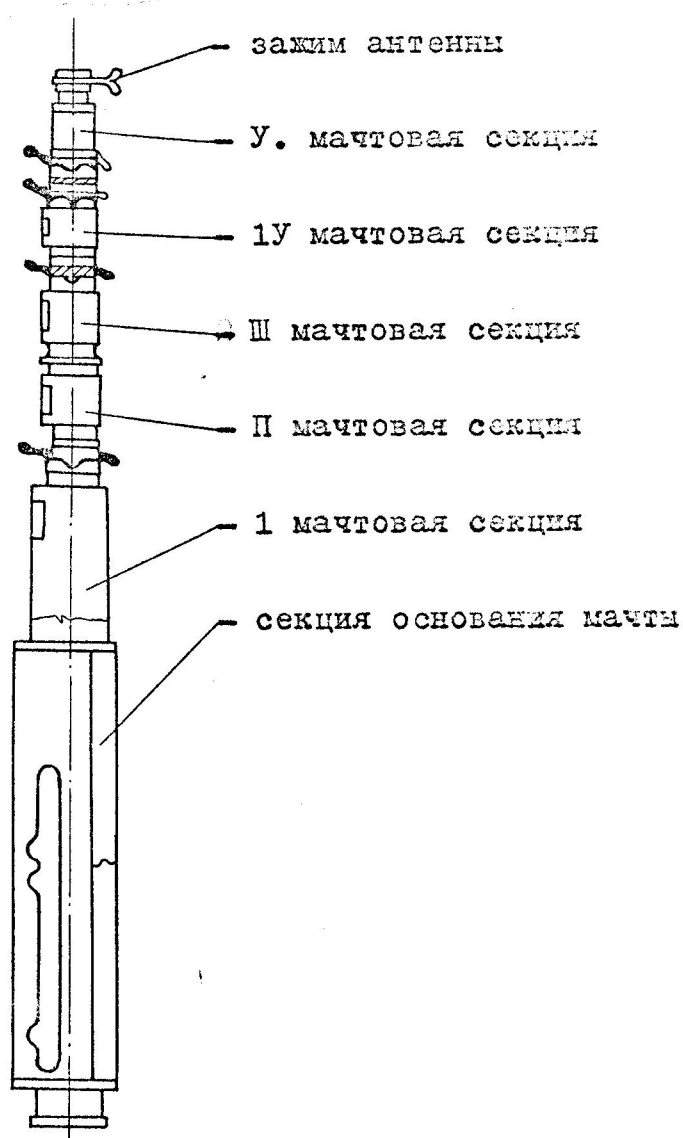 зажим антенны
У. мачтовая секция
1У мачтовая секция
Ш мачтовая секция
П мачтовая секция
1 мачтовая секция
секция основания мачты